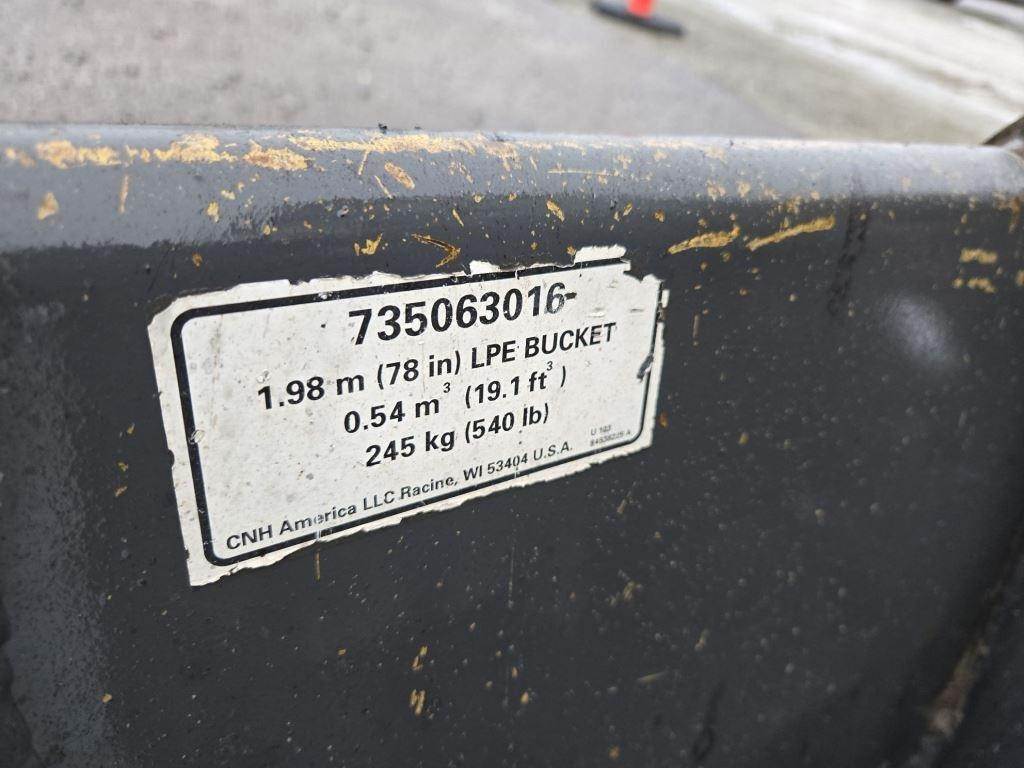 735063016-
1.98 m (78 in) LPE BUCKET
0.54 m³ (19.1 ft³ )
245 kg (540 lb)
U 103
CNH America LLC Racine, WI 53404 U.S.A.